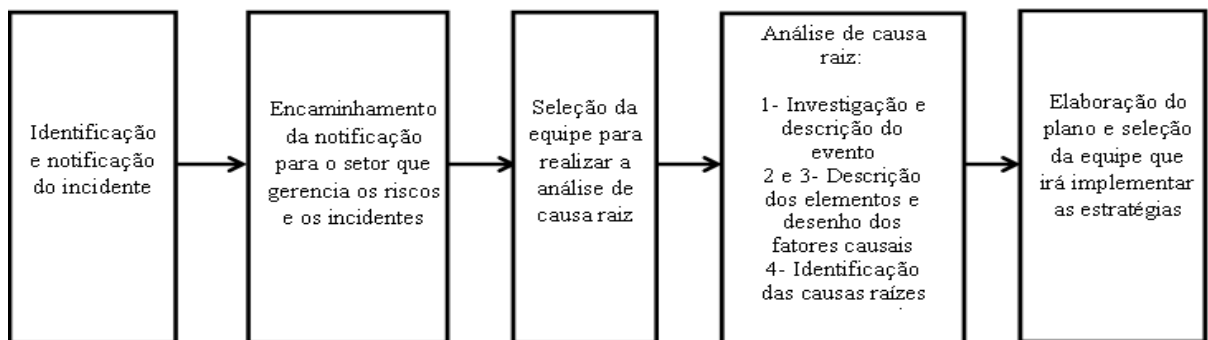 Identificação
e notificação
do incidente
Encaminhamento
da notificação
para o setor que
gerencia os riscos
e os incidentes
Seleção da
equipe para
realizar a
análise de
causa raiz
Análise de causa
raiz:
1- Investigação e
descrição do
evento
2 e 3- Descrição
dos elementos e
desenho dos
fatores causais
4- Identificação
das causas raízes
Elaboração do
plano e seleção
da equipe que
irá implementar
as estratégias